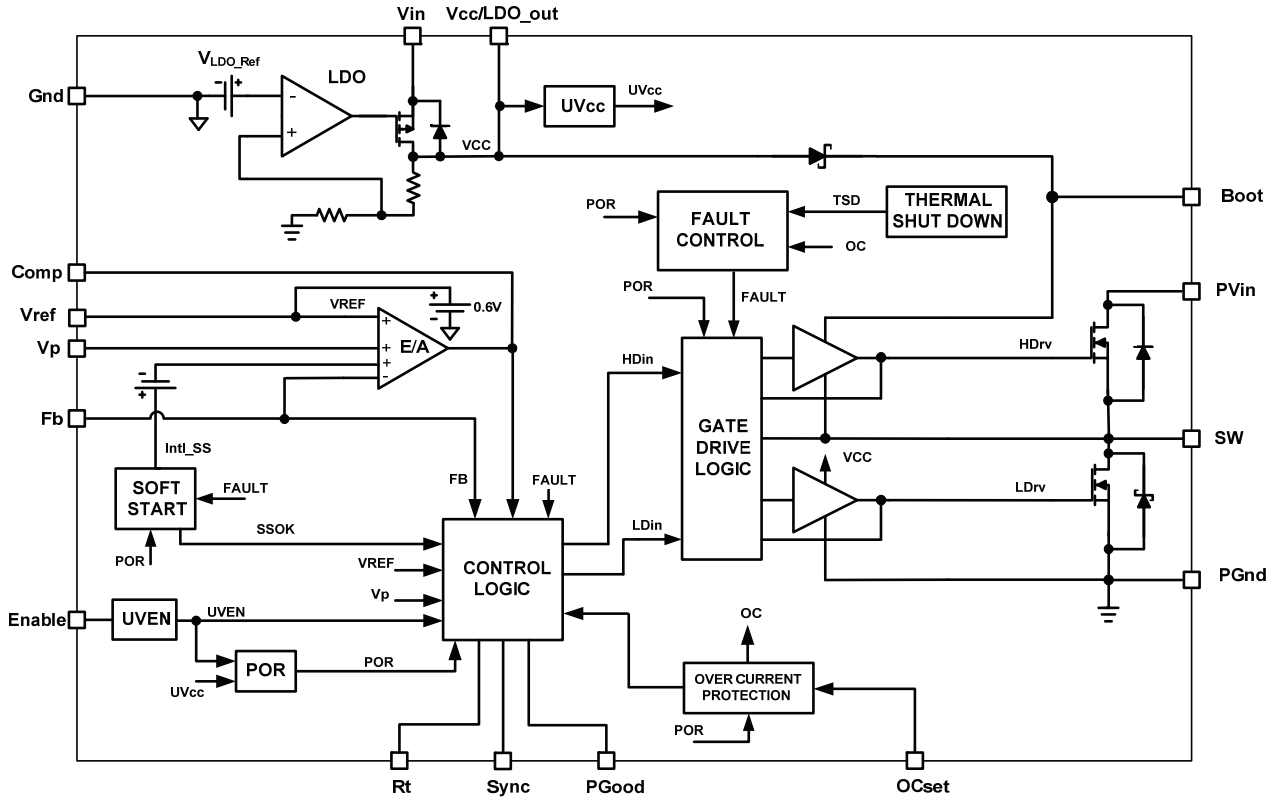 Vin
Vcc/LDO_out
VLDO_Ref
- +
LDO
Gnd
-
+
UVcc
UVcc
VCC
Boot
POR
FAULT
CONTROL
TSD
THERMAL
SHUT DOWN
OC
Comp
Vref
VREF
+
-
0.6V
POR
FAULT
PVin
Vp
+
+
+
-
E/A
HDin
HDrv
-
+
Fb
Intl_SS
GATE
DRIVE
LOGIC
SW
VCC
SOFT
START
FAULT
FB
FAULT
LDrv
SSOK
LDin
POR
VREF
CONTROL
LOGIC
Vp
PGnd
Enable
UVEN
UVEN
OC
POR
POR
UVcc
OVER CURRENT
PROTECTION
POR
Rt
Sync
PGood
OCset